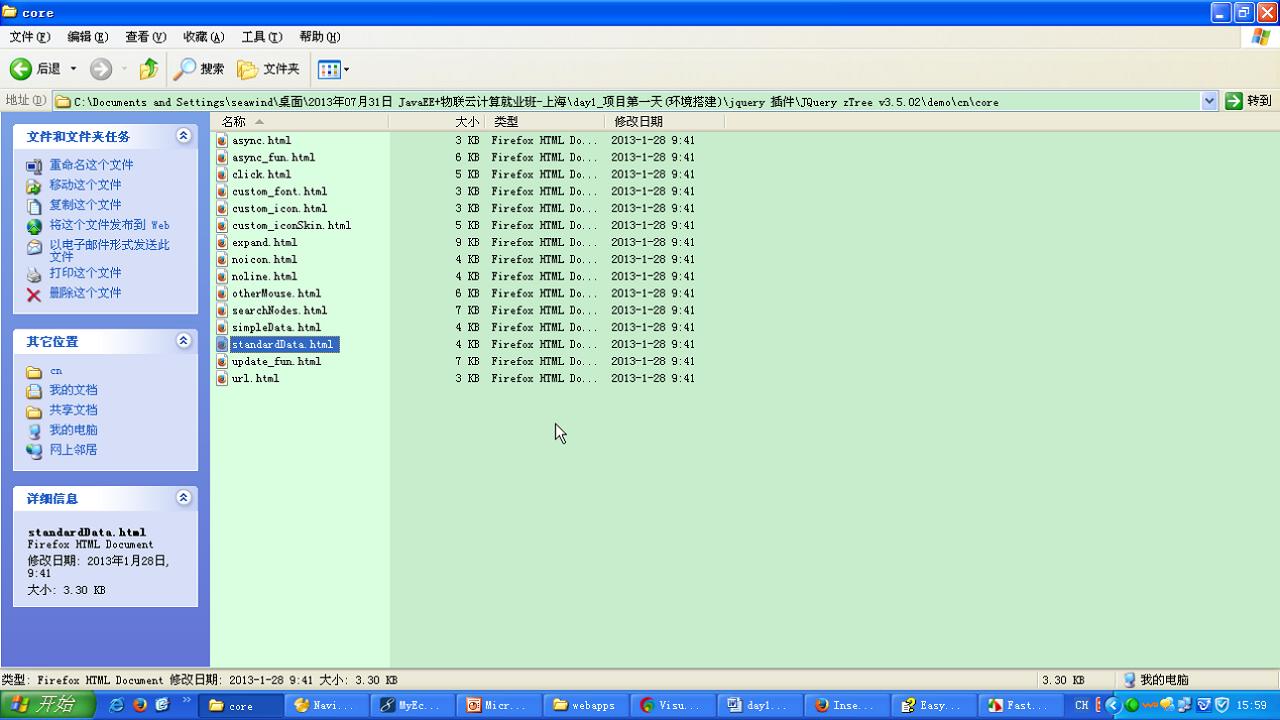 core
文件(F) 编辑(E) 查看(V) 收藏(A) 工具(T) 帮助(H)
后退 搜索 文件夹
地址(D) C:\Documents and Settings\seawind\桌面\2013年07月31日 JavaEE+物联云计算就业班-上海\day1_项目第一天(环境搭建)\jquery 插件\JQuery zTree v3.5.02\demo\cn\core 转到
文件和文件夹任务
重命名这个文件
移动这个文件
复制这个文件
将这个文件发布到 Web
以电子邮件形式发送此
文件
打印这个文件
删除这个文件
其它位置
cn
我的文档
共享文档
我的电脑
网上邻居
详细信息
standardData.html
Firefox HTML Document
修改日期: 2013年1月28日,
9:41
大小: 3.30 KB
名称 大小 类型 修改日期
async.html 3 KB Firefox HTML Do... 2013-1-28 9:41
async_fun.html 6 KB Firefox HTML Do... 2013-1-28 9:41
click.html 5 KB Firefox HTML Do... 2013-1-28 9:41
custom_font.html 3 KB Firefox HTML Do... 2013-1-28 9:41
custom_icon.html 3 KB Firefox HTML Do... 2013-1-28 9:41
custom_iconSkin.html 5 KB Firefox HTML Do... 2013-1-28 9:41
expand.html 9 KB Firefox HTML Do... 2013-1-28 9:41
noicon.html 4 KB Firefox HTML Do... 2013-1-28 9:41
noline.html 4 KB Firefox HTML Do... 2013-1-28 9:41
otherMouse.html 6 KB Firefox HTML Do... 2013-1-28 9:41
searchNodes.html 7 KB Firefox HTML Do... 2013-1-28 9:41
simpleData.html 4 KB Firefox HTML Do... 2013-1-28 9:41
standardData.html 4 KB Firefox HTML Do... 2013-1-28 9:41
update_fun.html 7 KB Firefox HTML Do... 2013-1-28 9:41
url.html 3 KB Firefox HTML Do... 2013-1-28 9:41
类型: Firefox HTML Document 修改日期: 2013-1-28 9:41 大小: 3.30 KB 3.30 KB 我的电脑
开始 core Navi... MyEc... Micr... webapps Visu... day1... Inse... Easy... Fast... CH 15:59